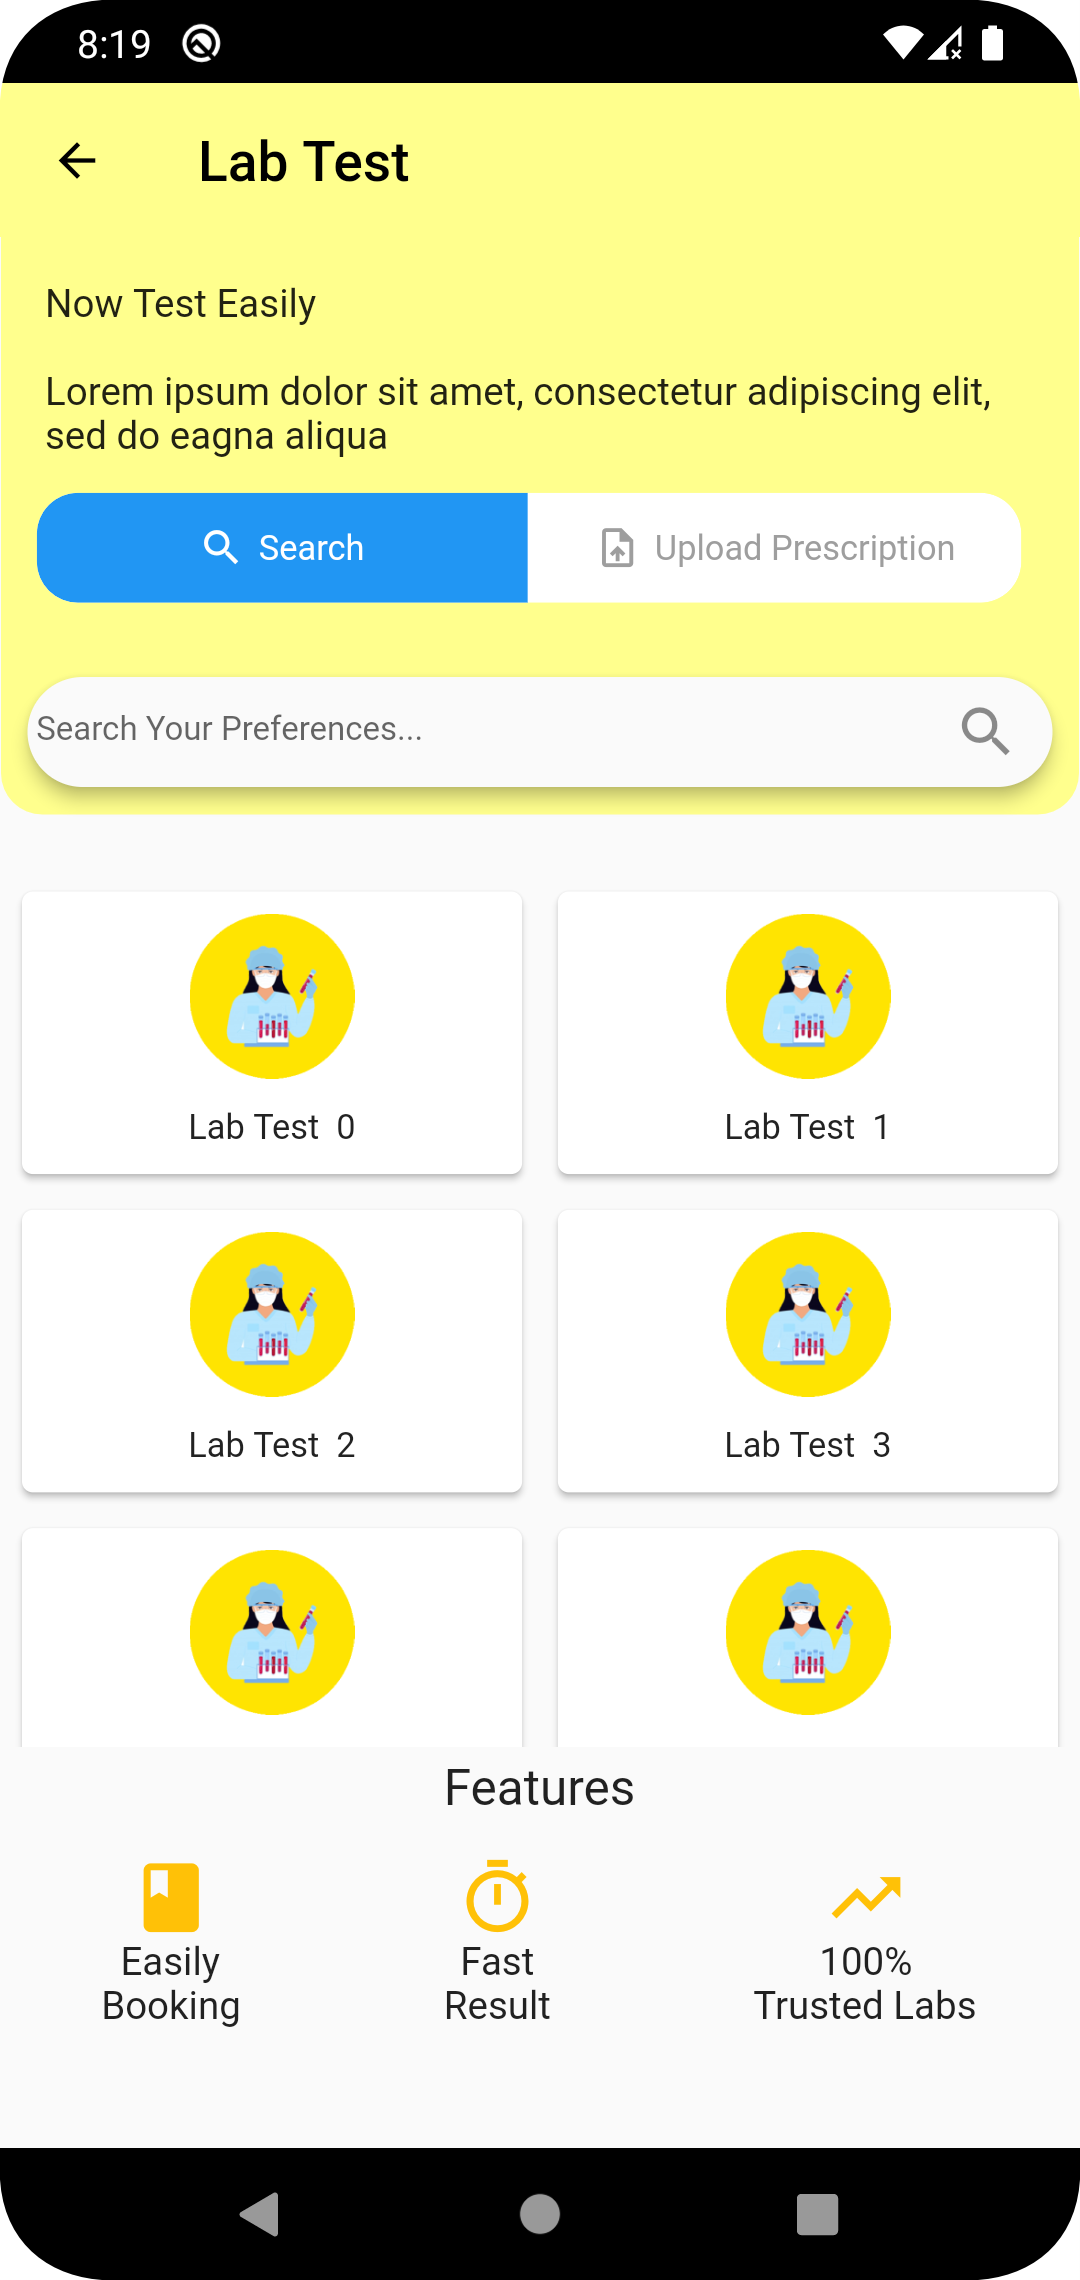 8:19
Lab Test
Now Test Easily
Lorem ipsum dolor sit amet, consectetur adipiscing elit,
sed do eagna aliqua
Search
Upload Prescription
Search Your Preferences...
Lab Test  0
Lab Test  1
Lab Test  2
Lab Test  3
Features
Easily
Booking
Fast
Result
100%
Trusted Labs